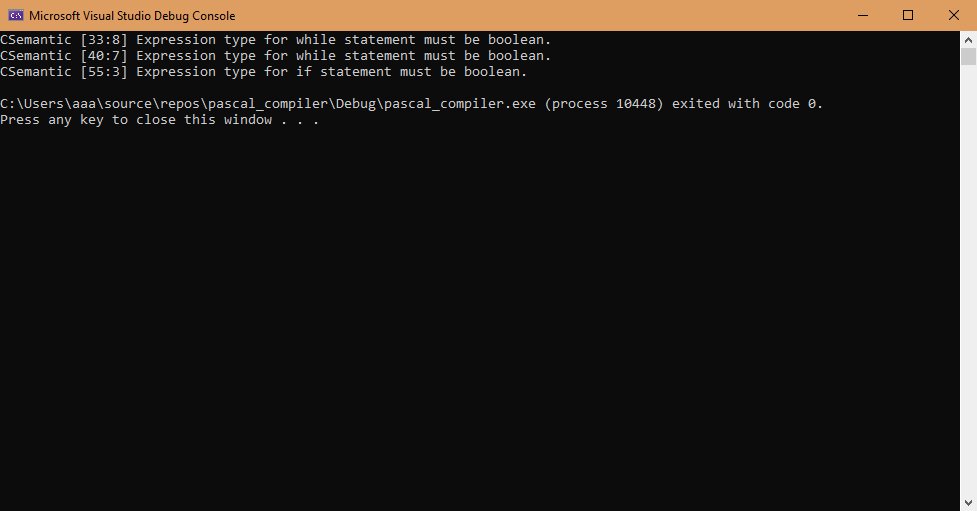 Microsoft Visual Studio Debug Console
CSemantic [33:8] Expression type for while statement must be boolean.
CSemantic [40:7] Expression type for while statement must be boolean.
CSemantic [55:3] Expression type for if statement must be boolean.
C:\Users\aaa\source\repos\pascal_compiler\Debug\pascal_compiler.exe (process 10448) exited with code 0.
Press any key to close this window . . .